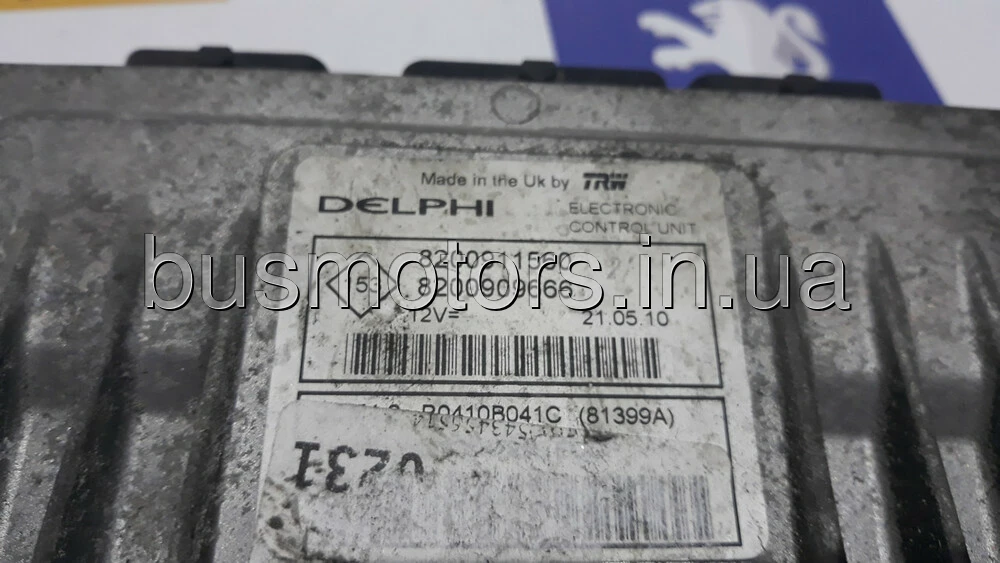 Made in the Uk by TRW
DELPHI ELECTRONIC
CONTROL UNIT
8200911560
153 8200909666
12V= 21.05.10
R0410B041C (81399A)
0231
busmotors.in.ua